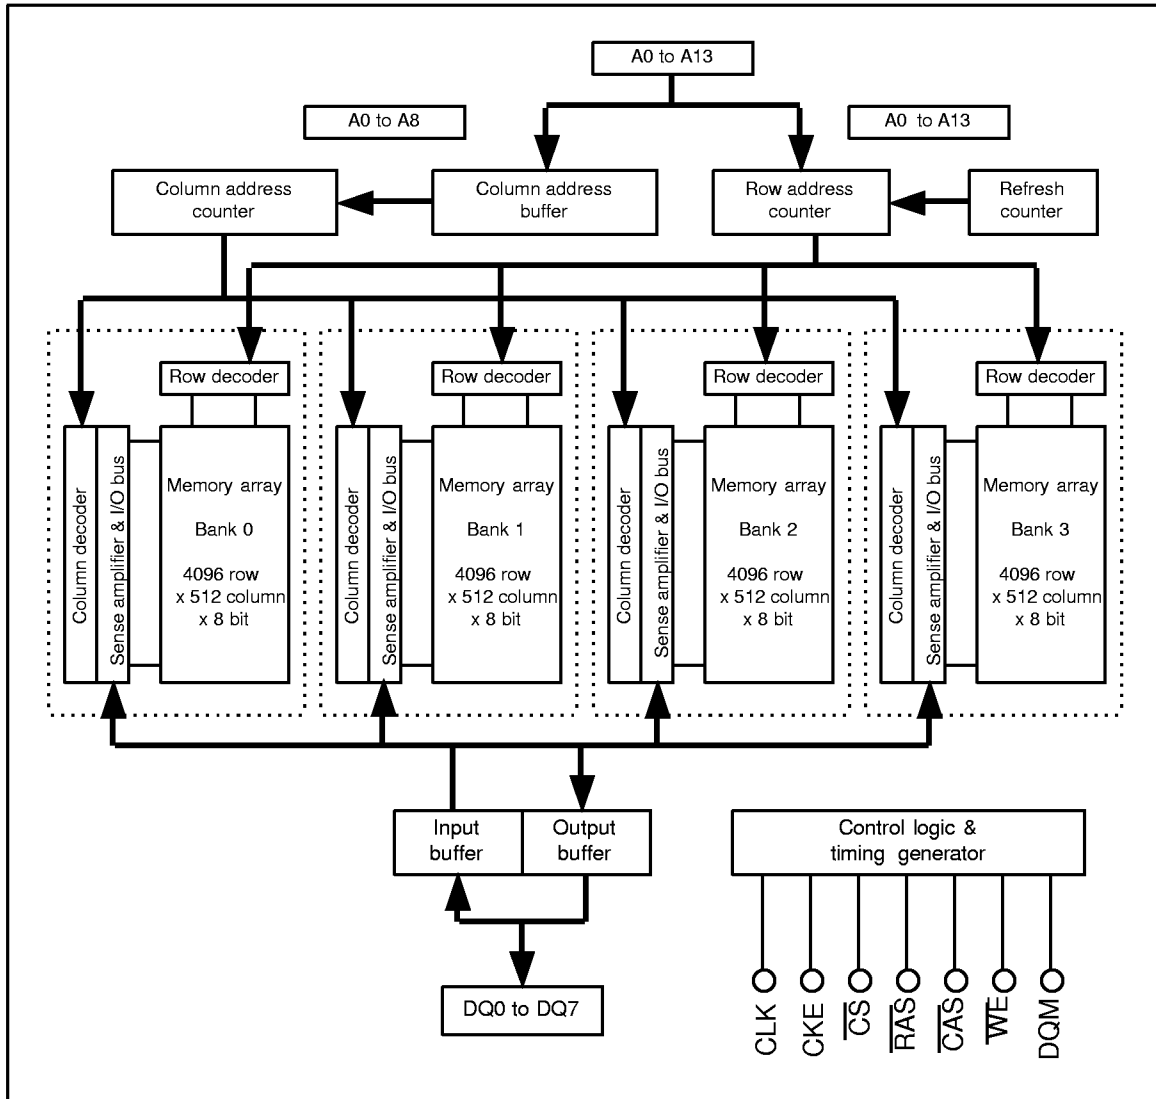 A0 to A13
A0 to A8
A0 to A13
Column address
counter
Column address
buffer
Row address
counter
Refresh
counter
Row decoder
Row decoder
Row decoder
Row decoder
Column decoder
Sense amplifier & I/O bus
Memory array
Bank 0
4096 row
x 512 column
x 8 bit
Column decoder
Sense amplifier & I/O bus
Memory array
Bank 1
4096 row
x 512 column
x 8 bit
Column decoder
Sense amplifier & I/O bus
Memory array
Bank 2
4096 row
x 512 column
x 8 bit
Column decoder
Sense amplifier & I/O bus
Memory array
Bank 3
4096 row
x 512 column
x 8 bit
Input
buffer
Output
buffer
Control logic &
timing generator
DQ0 to DQ7
CLK
CKE
C̅S̅
R̅A̅S̅
C̅A̅S̅
W̅E̅
DQM